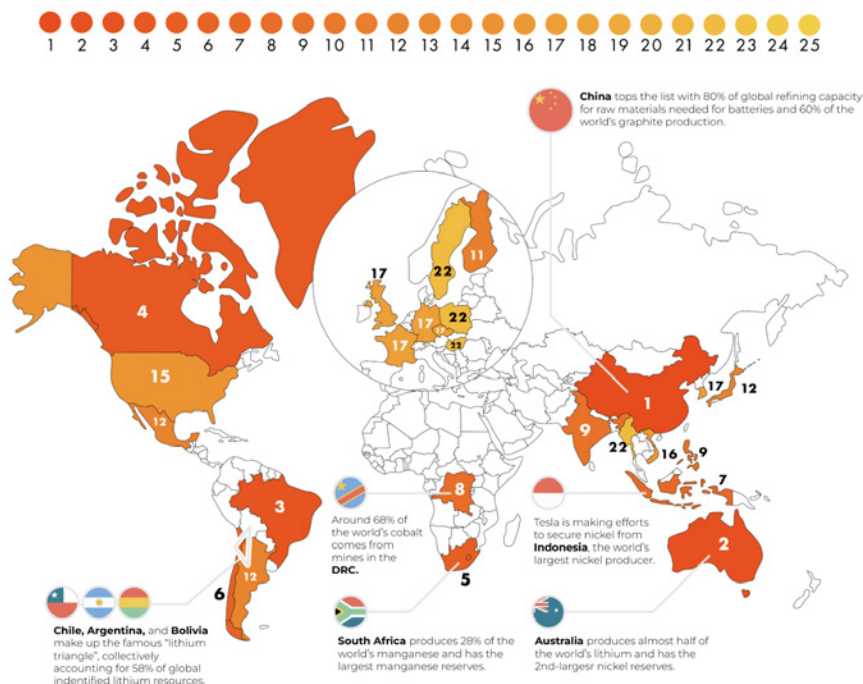 1 2 3 4 5 6 7 8 9 10 11 12 13 14 15 16 17 18 19 20 21 22 23 24 25
China tops the list with 80% of global refining capacity
for raw materials needed for batteries and 60% of the
world's graphite production.
11
17
22
4
17
22
17
17
22
15
1
17
12
12
9
22
16
9
3
8
7
Around 68% of
the world's cobalt
comes from
mines in the
DRC.
Tesla is making efforts
to secure nickel from
Indonesia, the world's
largest nickel producer.
2
12
6
5
Chile, Argentina, and Bolivia
make up the famous "lithium
triangle", collectively
accounting for 58% of global
indentified lithium resources.
South Africa produces 28% of the
world's manganese and has the
largest manganese reserves.
Australia produces almost half of
the world's lithium and has the
2nd-largesr nickel reserves.